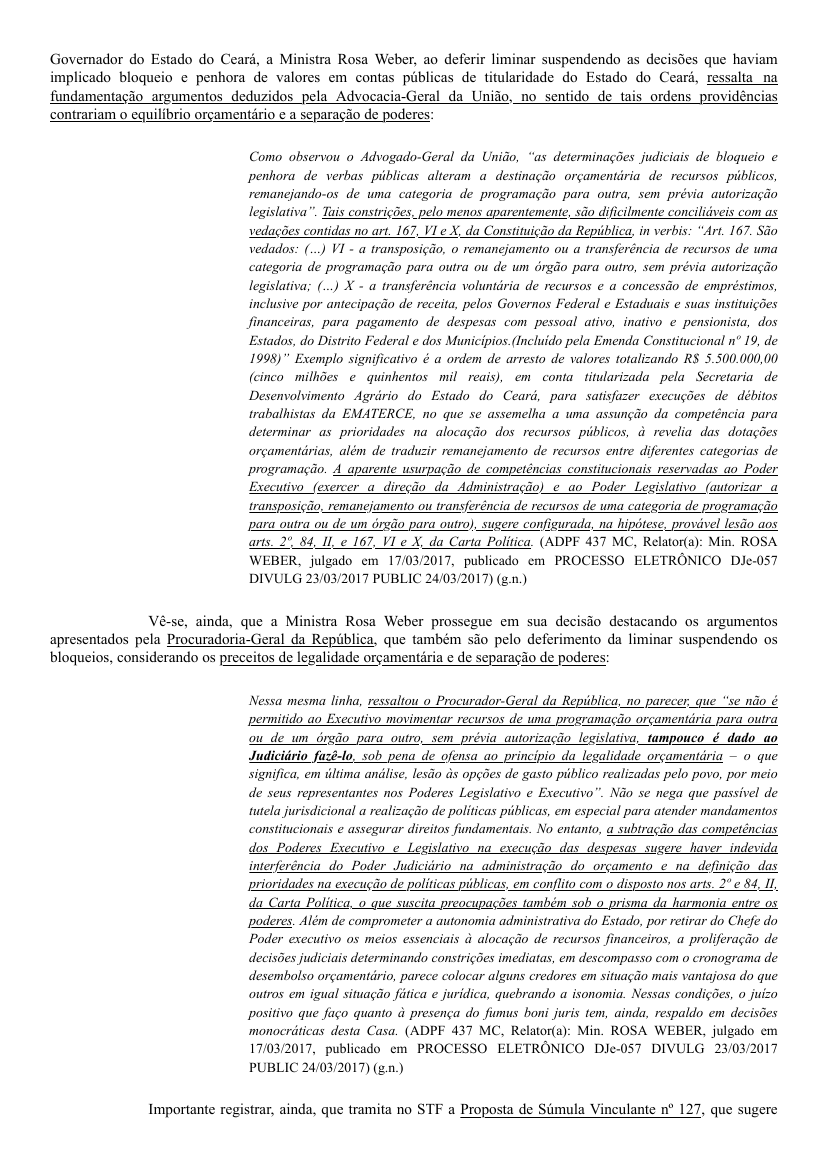 Governador do Estado do Ceará, a Ministra Rosa Weber, ao deferir liminar suspendendo as decisões que haviam
implicado bloqueio e penhora de valores em contas públicas de titularidade do Estado do Ceará, ressalta na
fundamentação argumentos deduzidos pela Advocacia-Geral da União, no sentido de tais ordens providências
contrariam o equilíbrio orçamentário e a separação de poderes:
Como observou o Advogado-Geral da União, “as determinações judiciais de bloqueio e
penhora de verbas públicas alteram a destinação orçamentária de recursos públicos,
remanejando-os de uma categoria de programação para outra, sem prévia autorização
legislativa”. Tais constrições, pelo menos aparentemente, são dificilmente conciliáveis com as
vedações contidas no art. 167, VI e X, da Constituição da República, in verbis: “Art. 167. São
vedados: (…) VI - a transposição, o remanejamento ou a transferência de recursos de uma
categoria de programação para outra ou de um órgão para outro, sem prévia autorização
legislativa; (…) X - a transferência voluntária de recursos e a concessão de empréstimos,
inclusive por antecipação de receita, pelos Governos Federal e Estaduais e suas instituições
financeiras, para pagamento de despesas com pessoal ativo, inativo e pensionista, dos
Estados, do Distrito Federal e dos Municípios.(Incluído pela Emenda Constitucional nº 19, de
1998)” Exemplo significativo é a ordem de arresto de valores totalizando R$ 5.500.000,00
(cinco milhões e quinhentos mil reais), em conta titularizada pela Secretaria de
Desenvolvimento Agrário do Estado do Ceará, para satisfazer execuções de débitos
trabalhistas da EMATERCE, no que se assemelha a uma assunção da competência para
determinar as prioridades na alocação dos recursos públicos, à revelia das dotações
orçamentárias, além de traduzir remanejamento de recursos entre diferentes categorias de
programação. A aparente usurpação de competências constitucionais reservadas ao Poder
Executivo (exercer a direção da Administração) e ao Poder Legislativo (autorizar a
transposição, remanejamento ou transferência de recursos de uma categoria de programação
para outra ou de um órgão para outro), sugere configurada, na hipótese, provável lesão aos
arts. 2º, 84, II, e 167, VI e X, da Carta Política. (ADPF 437 MC, Relator(a): Min. ROSA
WEBER, julgado em 17/03/2017, publicado em PROCESSO ELETRÔNICO DJe-057
DIVULG 23/03/2017 PUBLIC 24/03/2017) (g.n.)
Vê-se, ainda, que a Ministra Rosa Weber prossegue em sua decisão destacando os argumentos
apresentados pela Procuradoria-Geral da República, que também são pelo deferimento da liminar suspendendo os
bloqueios, considerando os preceitos de legalidade orçamentária e de separação de poderes:
Nessa mesma linha, ressaltou o Procurador-Geral da República, no parecer, que “se não é
permitido ao Executivo movimentar recursos de uma programação orçamentária para outra
ou de um órgão para outro, sem prévia autorização legislativa, tampouco é dado ao
Judiciário fazê-lo, sob pena de ofensa ao princípio da legalidade orçamentária – o que
significa, em última análise, lesão às opções de gasto público realizadas pelo povo, por meio
de seus representantes nos Poderes Legislativo e Executivo”. Não se nega que passível de
tutela jurisdicional a realização de políticas públicas, em especial para atender mandamentos
constitucionais e assegurar direitos fundamentais. No entanto, a subtração das competências
dos Poderes Executivo e Legislativo na execução das despesas sugere haver indevida
interferência do Poder Judiciário na administração do orçamento e na definição das
prioridades na execução de políticas públicas, em conflito com o disposto nos arts. 2º e 84, II,
da Carta Política, o que suscita preocupações também sob o prisma da harmonia entre os
poderes. Além de comprometer a autonomia administrativa do Estado, por retirar do Chefe do
Poder executivo os meios essenciais à alocação de recursos financeiros, a proliferação de
decisões judiciais determinando constrições imediatas, em descompasso com o cronograma de
desembolso orçamentário, parece colocar alguns credores em situação mais vantajosa do que
outros em igual situação fática e jurídica, quebrando a isonomia. Nessas condições, o juízo
positivo que faço quanto à presença do fumus boni juris tem, ainda, respaldo em decisões
monocráticas desta Casa. (ADPF 437 MC, Relator(a): Min. ROSA WEBER, julgado em
17/03/2017, publicado em PROCESSO ELETRÔNICO DJe-057 DIVULG 23/03/2017
PUBLIC 24/03/2017) (g.n.)
Importante registrar, ainda, que tramita no STF a Proposta de Súmula Vinculante nº 127, que sugere